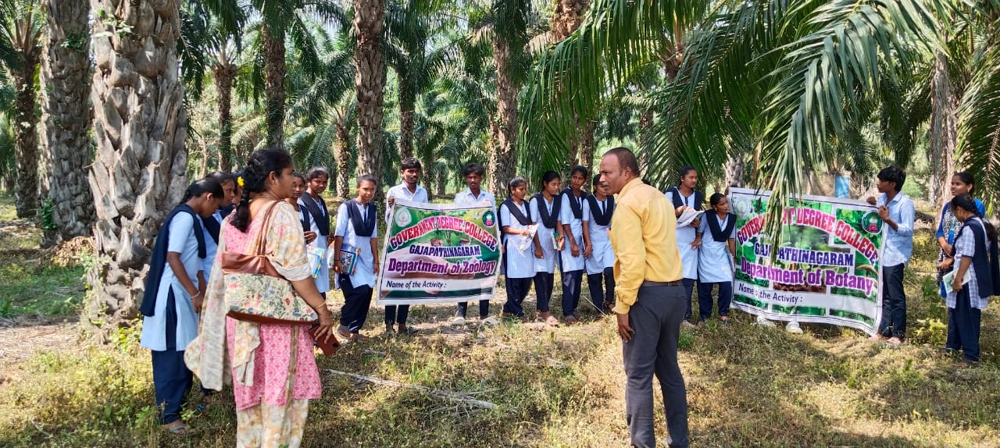 GOVERNMENT DEGREE COLLEGE
GAJAPATHINAGARAM
Department of Zoology
Name of the Activity :
GOVERNMENT DEGREE COLLEGE
GAJAPATHINAGARAM
Department of Botany
Name of the Activity :